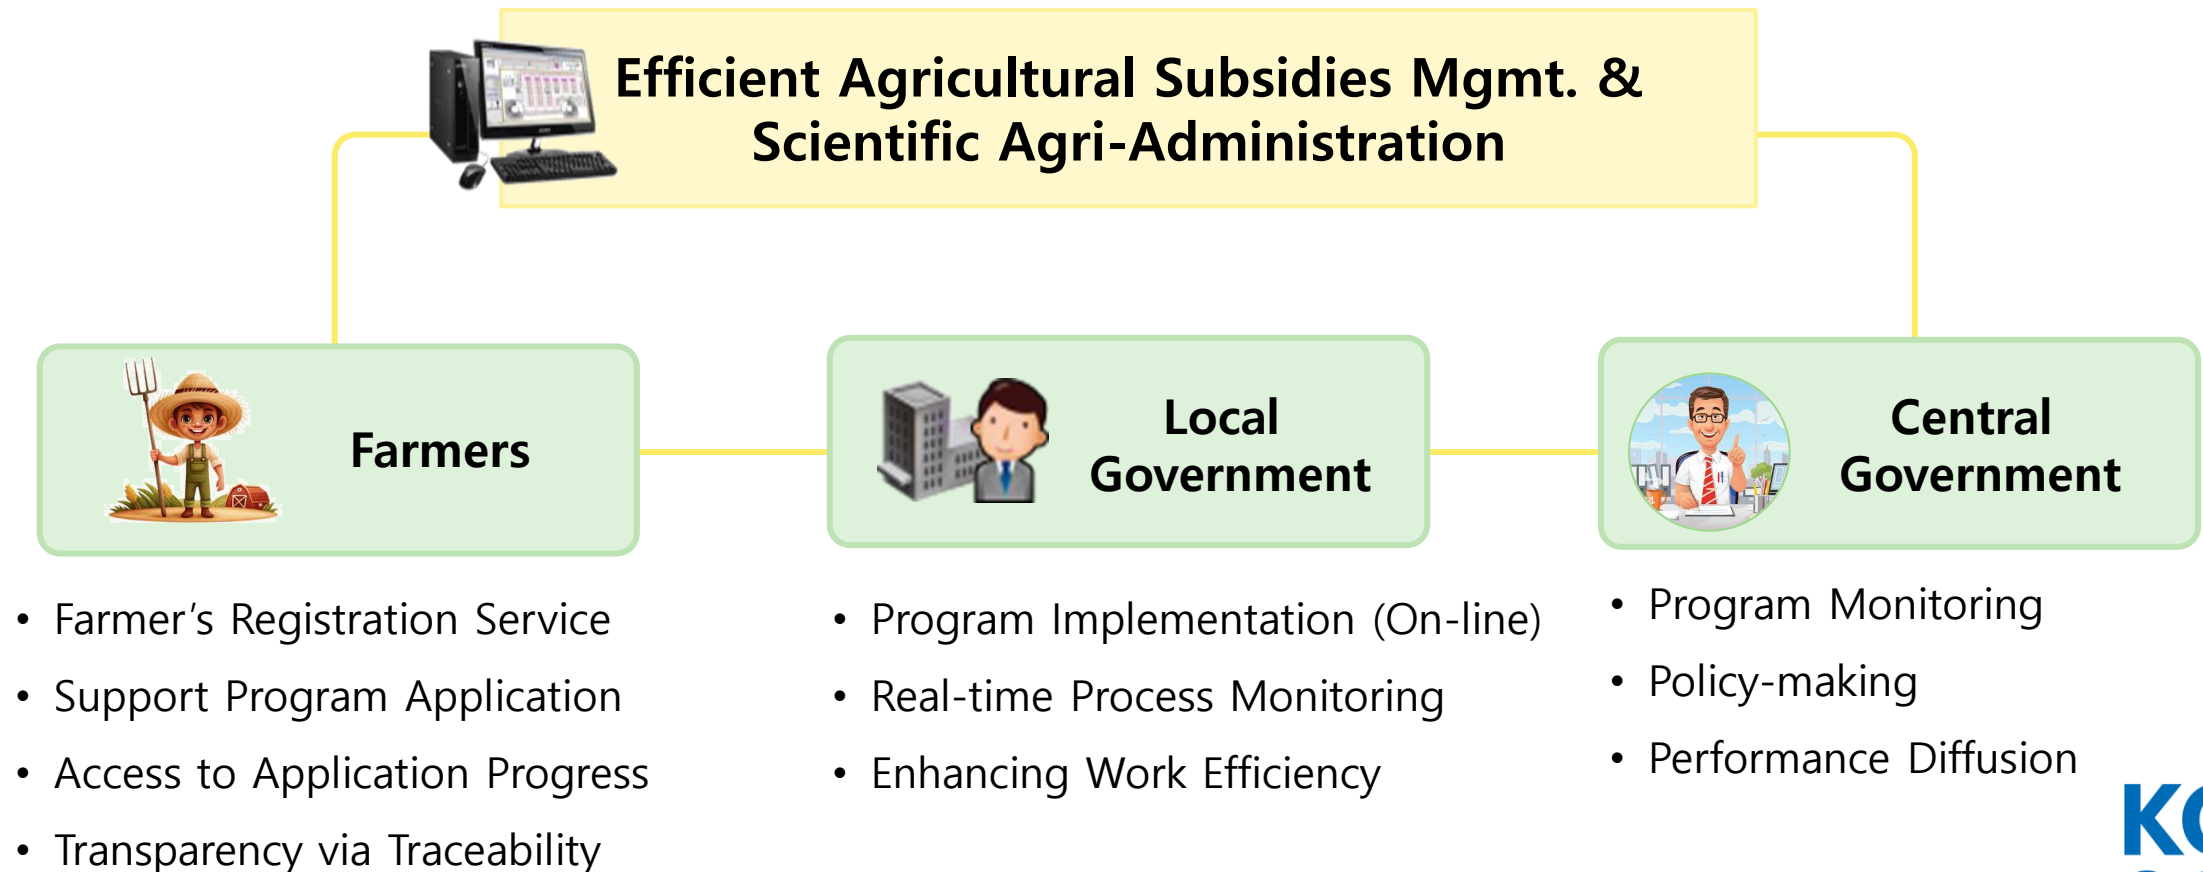 Efficient Agricultural Subsidies Mgmt. &
Scientific Agri-Administration
Farmers
Local
Government
Central
Government
• Farmer’s Registration Service
• Support Program Application
• Access to Application Progress
• Transparency via Traceability
• Program Implementation (On-line)
• Real-time Process Monitoring
• Enhancing Work Efficiency
• Program Monitoring
• Policy-making
• Performance Diffusion